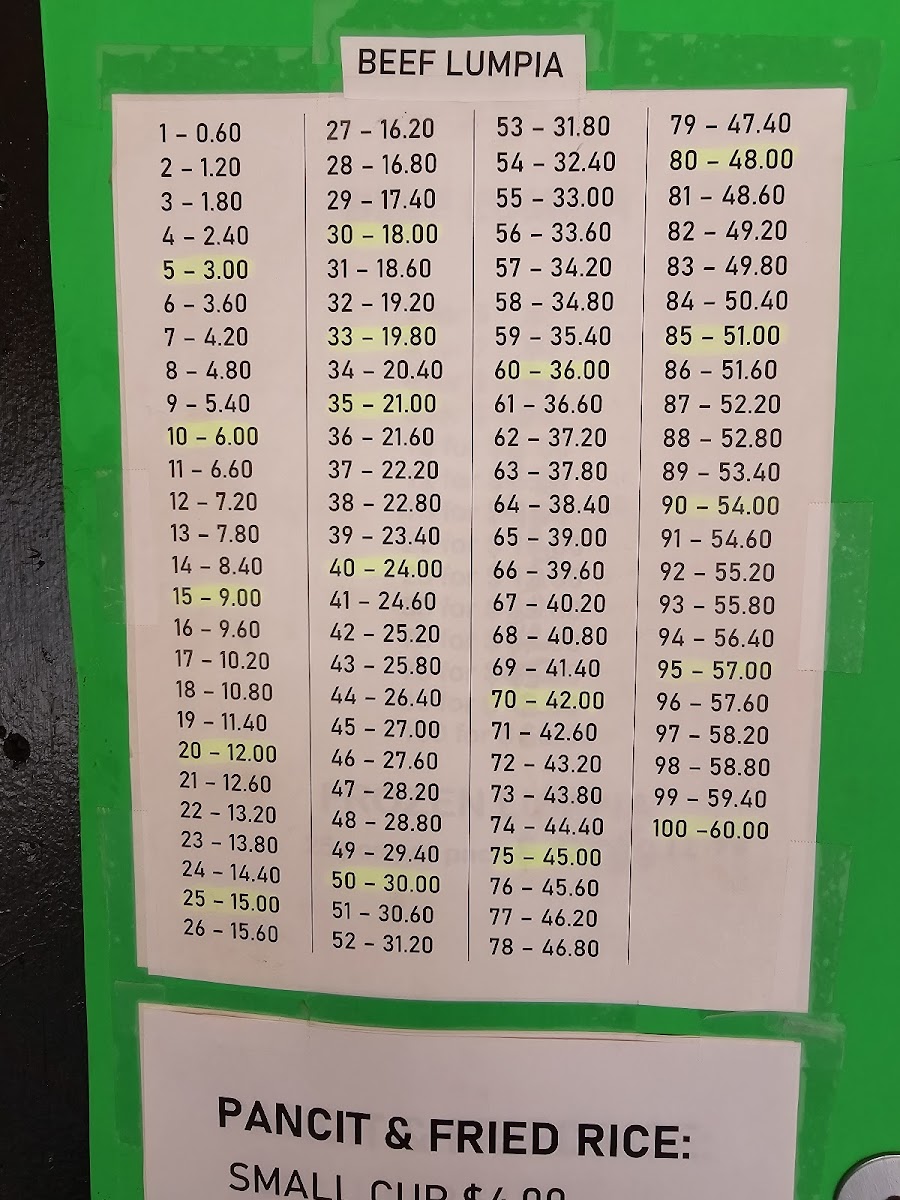 BEEF LUMPIA
1 – 0.60
2 – 1.20
3 – 1.80
4 – 2.40
5 – 3.00
6 – 3.60
7 – 4.20
8 – 4.80
9 – 5.40
10 – 6.00
11 – 6.60
12 – 7.20
13 – 7.80
14 – 8.40
15 – 9.00
16 – 9.60
17 – 10.20
18 – 10.80
19 – 11.40
20 – 12.00
21 – 12.60
22 – 13.20
23 – 13.80
24 – 14.40
25 – 15.00
26 – 15.60
27 – 16.20
28 – 16.80
29 – 17.40
30 – 18.00
31 – 18.60
32 – 19.20
33 – 19.80
34 – 20.40
35 – 21.00
36 – 21.60
37 – 22.20
38 – 22.80
39 – 23.40
40 – 24.00
41 – 24.60
42 – 25.20
43 – 25.80
44 – 26.40
45 – 27.00
46 – 27.60
47 – 28.20
48 – 28.80
49 – 29.40
50 – 30.00
51 – 30.60
52 – 31.20
53 – 31.80
54 – 32.40
55 – 33.00
56 – 33.60
57 – 34.20
58 – 34.80
59 – 35.40
60 – 36.00
61 – 36.60
62 – 37.20
63 – 37.80
64 – 38.40
65 – 39.00
66 – 39.60
67 – 40.20
68 – 40.80
69 – 41.40
70 – 42.00
71 – 42.60
72 – 43.20
73 – 43.80
74 – 44.40
75 – 45.00
76 – 45.60
77 – 46.20
78 – 46.80
79 – 47.40
80 – 48.00
81 – 48.60
82 – 49.20
83 – 49.80
84 – 50.40
85 – 51.00
86 – 51.60
87 – 52.20
88 – 52.80
89 – 53.40
90 – 54.00
91 – 54.60
92 – 55.20
93 – 55.80
94 – 56.40
95 – 57.00
96 – 57.60
97 – 58.20
98 – 58.80
99 – 59.40
100 –60.00
PANCIT & FRIED RICE:
SMALL CUP